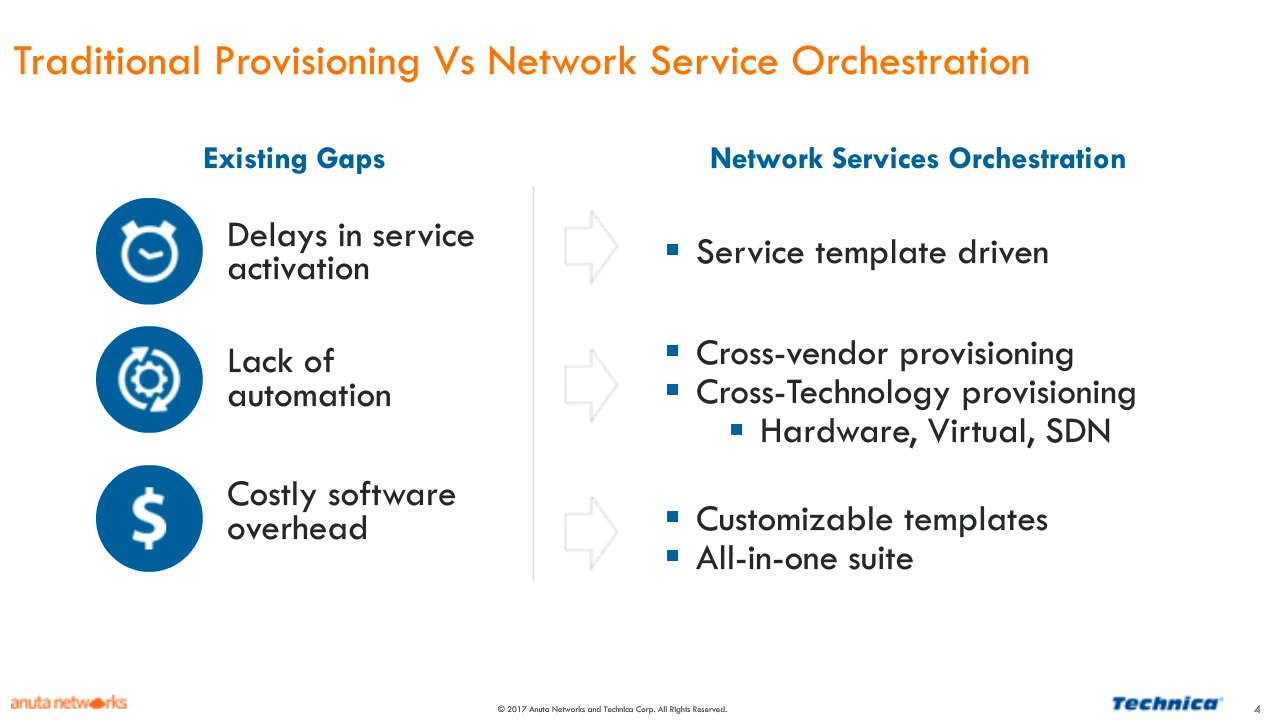 Traditional Provisioning Vs Network Service Orchestration
Existing Gaps
Delays in service
activation
Lack of
automation
Costly software
overhead
Network Services Orchestration
Service template driven
Cross-vendor provisioning
Cross-Technology provisioning
Hardware, Virtual, SDN
Customizable templates
All-in-one suite
anuta networks
© 2017 Anuta Networks and Technica Corp. All Rights Reserved.
Technica®
4